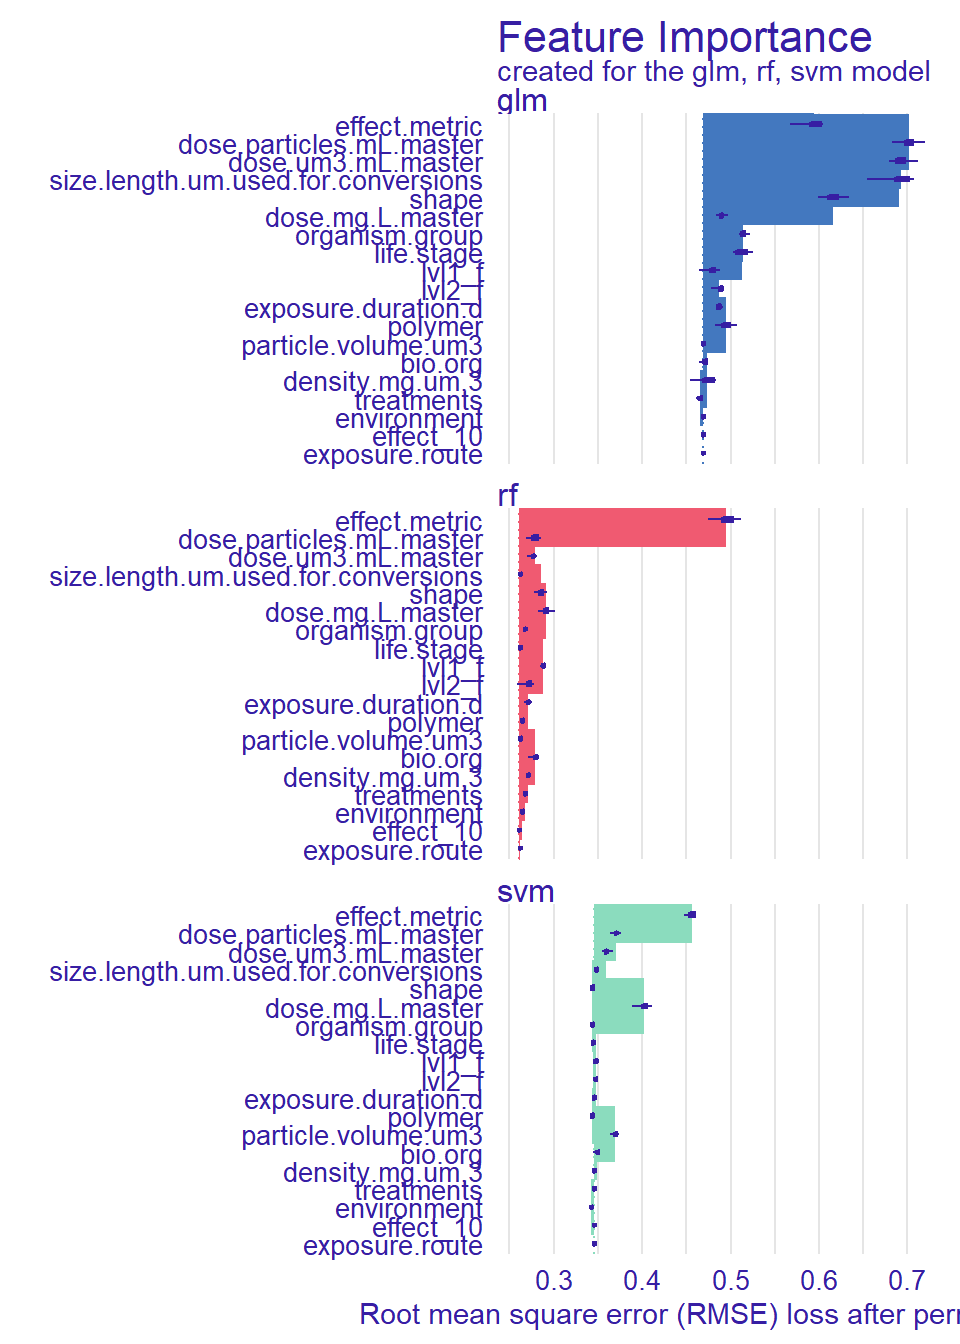 Feature Importance
created for the glm, rf, svm model
glm
effect.metric
dose.particles.mL.master
dose.um3.mL.master
size.length.um.used.for.conversions
shape
dose.mg.L.master
organism.group
life.stage
lvl1_f
lvl2_f
exposure.duration.d
polymer
particle.volume.um3
bio.org
density.mg.um.3
treatments
environment
effect_10
exposure.route
rf
effect.metric
dose.particles.mL.master
dose.um3.mL.master
size.length.um.used.for.conversions
shape
dose.mg.L.master
organism.group
life.stage
lvl1_f
lvl2_f
exposure.duration.d
polymer
particle.volume.um3
bio.org
density.mg.um.3
treatments
environment
effect_10
exposure.route
svm
effect.metric
dose.particles.mL.master
dose.um3.mL.master
size.length.um.used.for.conversions
shape
dose.mg.L.master
organism.group
life.stage
lvl1_f
lvl2_f
exposure.duration.d
polymer
particle.volume.um3
bio.org
density.mg.um.3
treatments
environment
effect_10
exposure.route
0.3 0.4 0.5 0.6 0.7
Root mean square error (RMSE) loss after perr